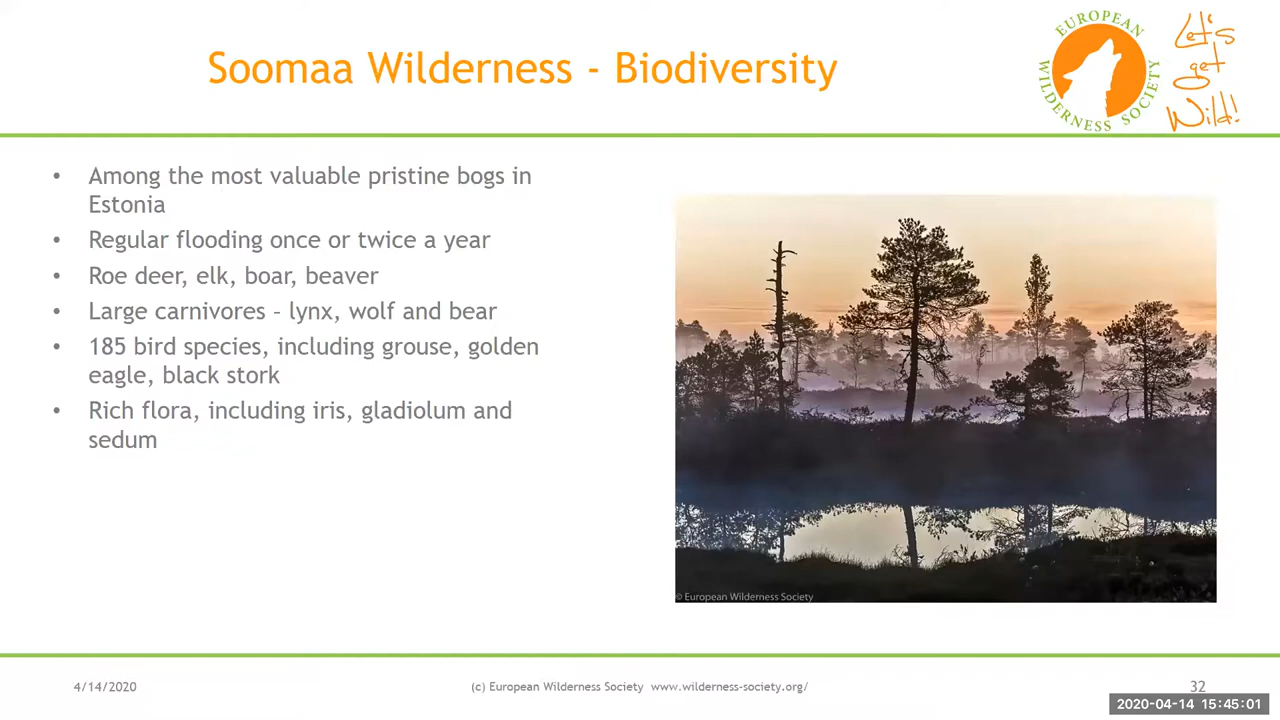 Soomaa Wilderness - Biodiversity
EUROPEAN
WILDERNESS SOCIETY
Let's
get
Wild!
• Among the most valuable pristine bogs in
Estonia
• Regular flooding once or twice a year
• Roe deer, elk, boar, beaver
• Large carnivores – lynx, wolf and bear
• 185 bird species, including grouse, golden
eagle, black stork
• Rich flora, including iris, gladiolum and
sedum
© European Wilderness Society
4/14/2020
(c) European Wilderness Society www.wilderness-society.org/
32
2020-04-14 15:45:01